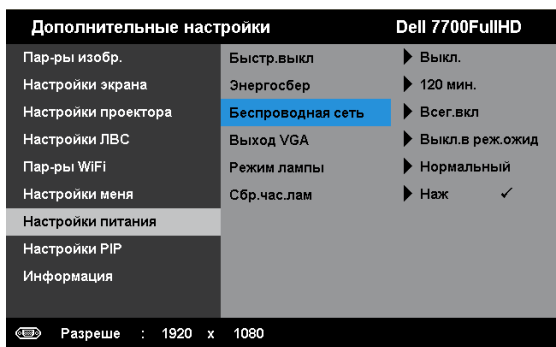 Дополнительные настройки Dell 7700FullHD
Пар-ры изобр. Быстр.выкл Выкл.
Настройки экрана Энергосбер 120 мин.
Настройки проектора Беспроводная сеть Всег.вкл
Настройки ЛВС Выход VGA Выкл.в реж.ожид
Пар-ры WiFi Режим лампы Нормальный
Настройки меня Сбр.час.лам Наж ✓
Настройки питания
Настройки PIP
Информация
Разреше : 1920 x 1080